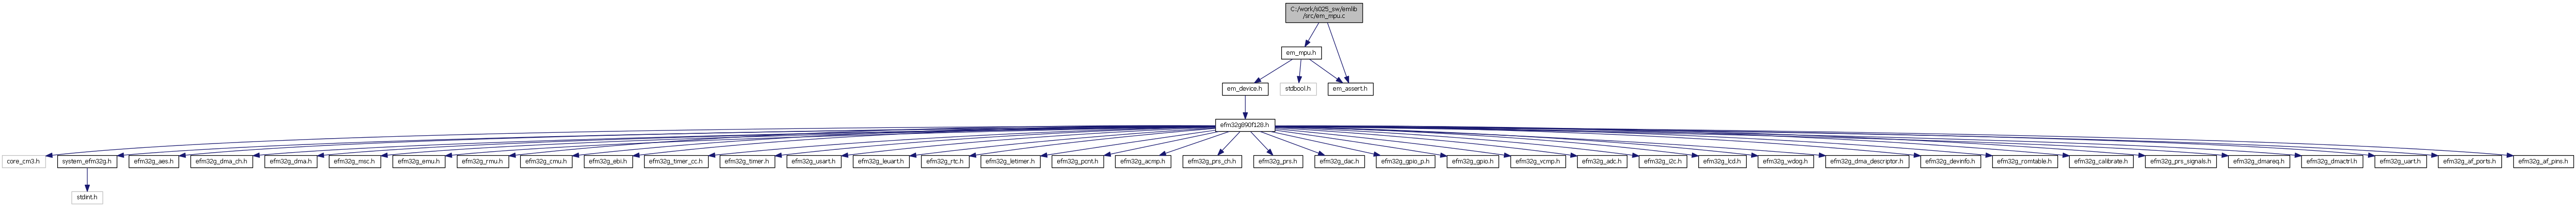 C:/work/s025_sw/emlib
/src/em_mpu.c
em_mpu.h
em_device.h
stdbool.h
em_assert.h
efm32g890f128.h
core_cm3.h
system_efm32g.h
efm32g_aes.h
efm32g_dma_ch.h
efm32g_dma.h
efm32g_msc.h
efm32g_emu.h
efm32g_rmu.h
efm32g_cmu.h
efm32g_ebi.h
efm32g_timer_cc.h
efm32g_timer.h
efm32g_usart.h
efm32g_leuart.h
efm32g_rtc.h
efm32g_letimer.h
efm32g_pcnt.h
efm32g_acmp.h
efm32g_prs_ch.h
efm32g_prs.h
efm32g_dac.h
efm32g_gpio_p.h
efm32g_gpio.h
efm32g_vcmp.h
efm32g_adc.h
efm32g_i2c.h
efm32g_lcd.h
efm32g_wdog.h
efm32g_dma_descriptor.h
efm32g_devinfo.h
efm32g_romtable.h
efm32g_calibrate.h
efm32g_prs_signals.h
efm32g_dmareq.h
efm32g_dmactrl.h
efm32g_uart.h
efm32g_af_ports.h
efm32g_af_pins.h
stdint.h